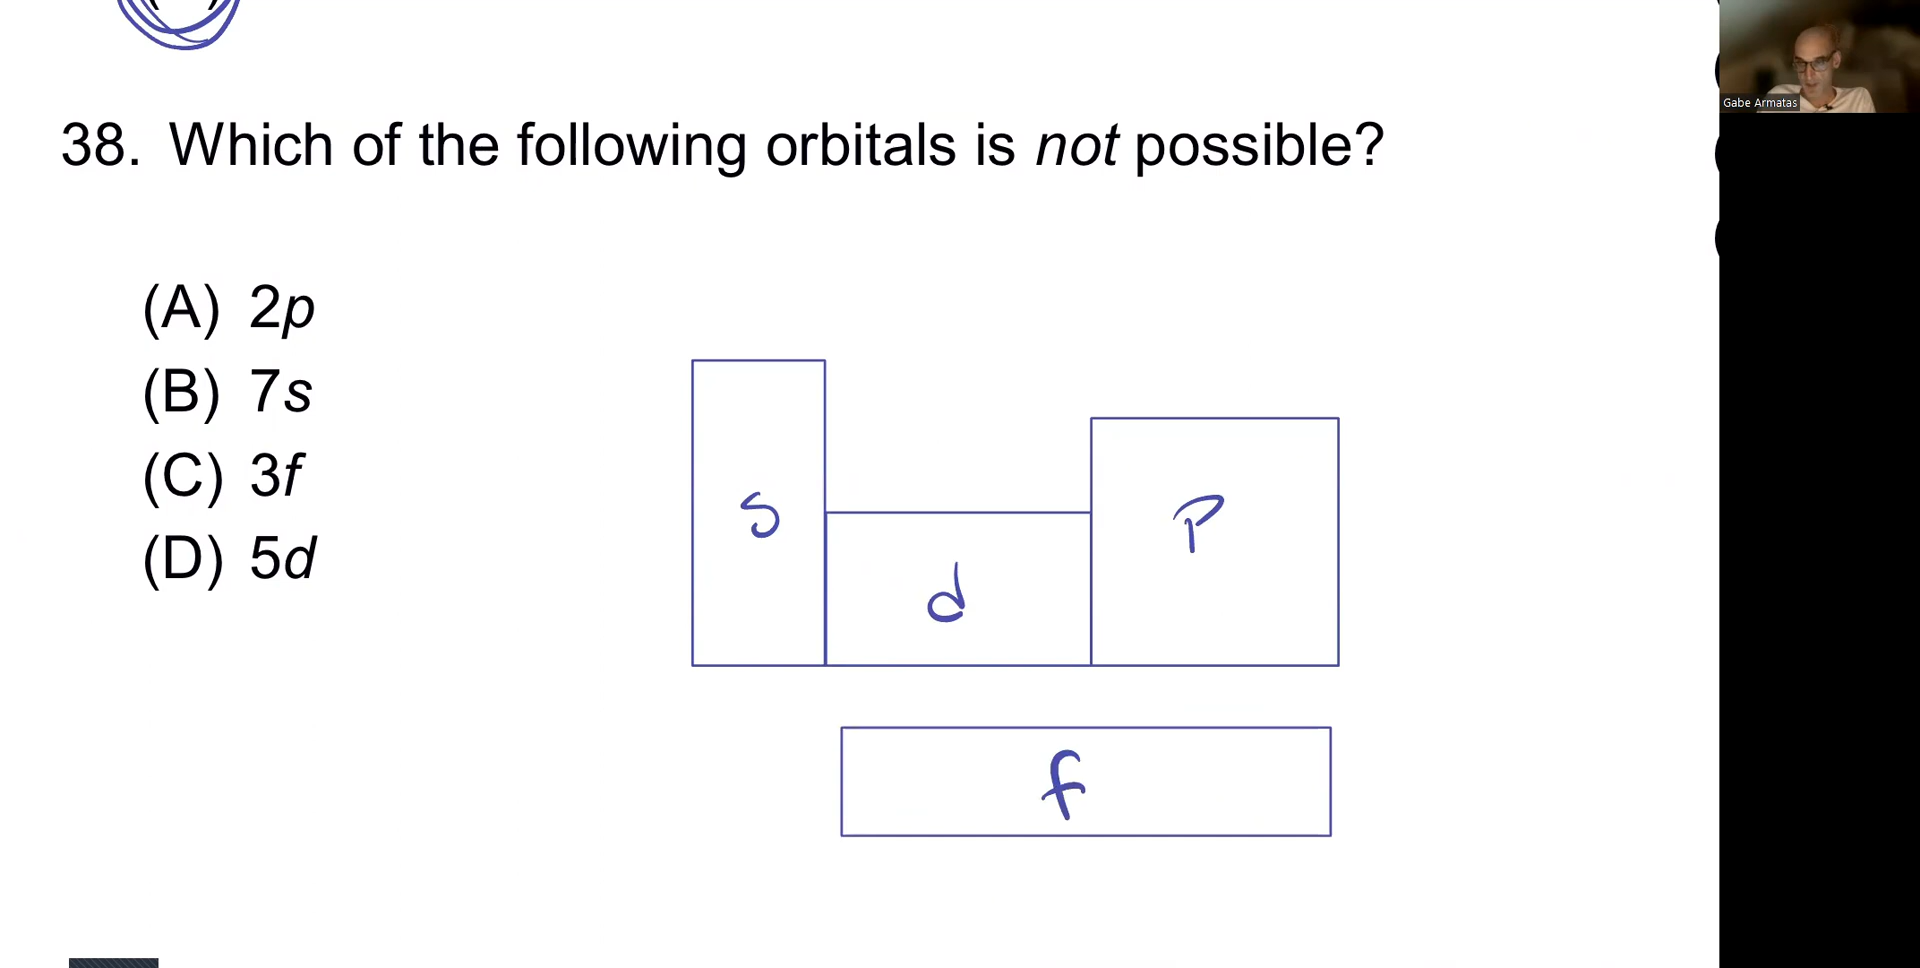 Gabe Armatas
38. Which of the following orbitals is not possible?
(A) 2p
(B) 7s
(C) 3f
(D) 5d
s
p
d
f